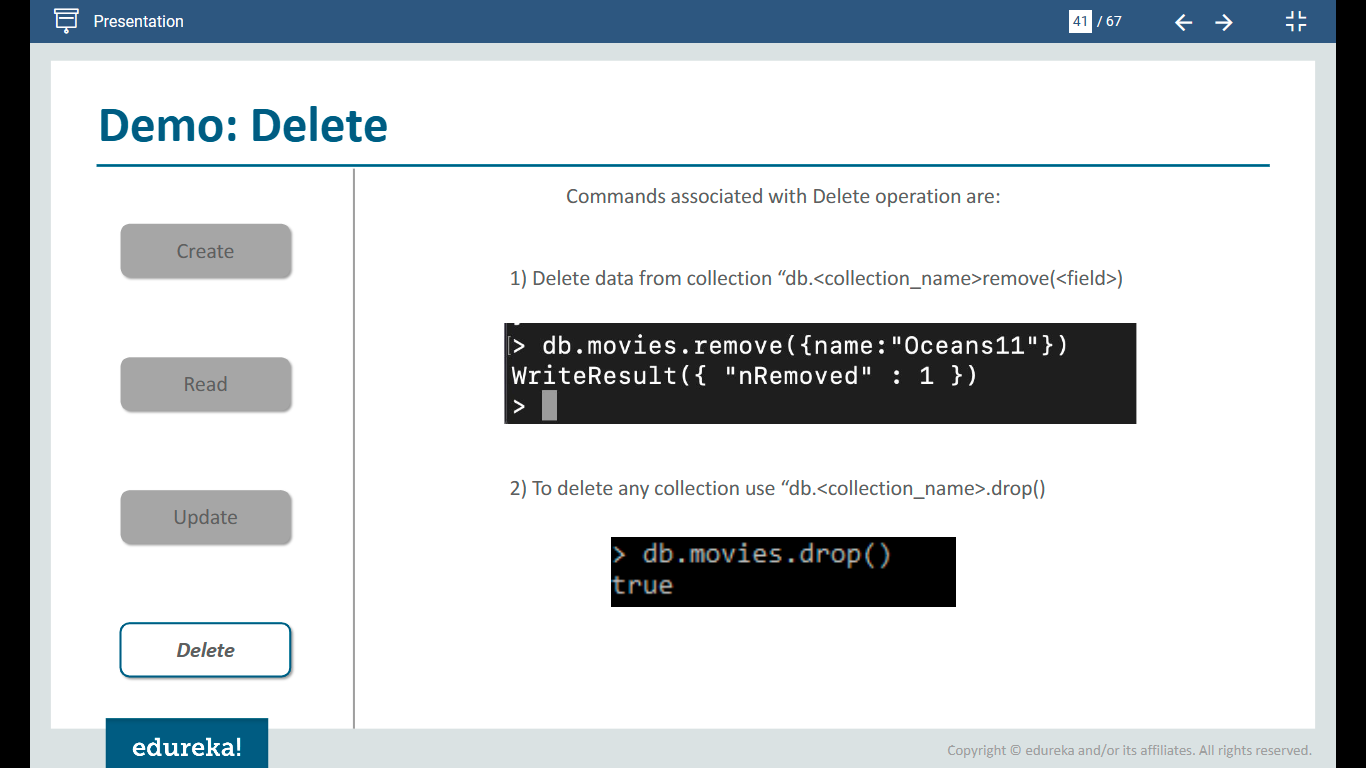 Presentation
41 / 67
Demo: Delete
Commands associated with Delete operation are:
Create
Read
Update
Delete
1) Delete data from collection “db.<collection_name>remove(<field>)
> db.movies.remove({name:"Oceans11"})
WriteResult({ "nRemoved" : 1 })
>
2) To delete any collection use “db.<collection_name>.drop()
> db.movies.drop()
true
edureka!
Copyright © edureka and/or its affiliates. All rights reserved.